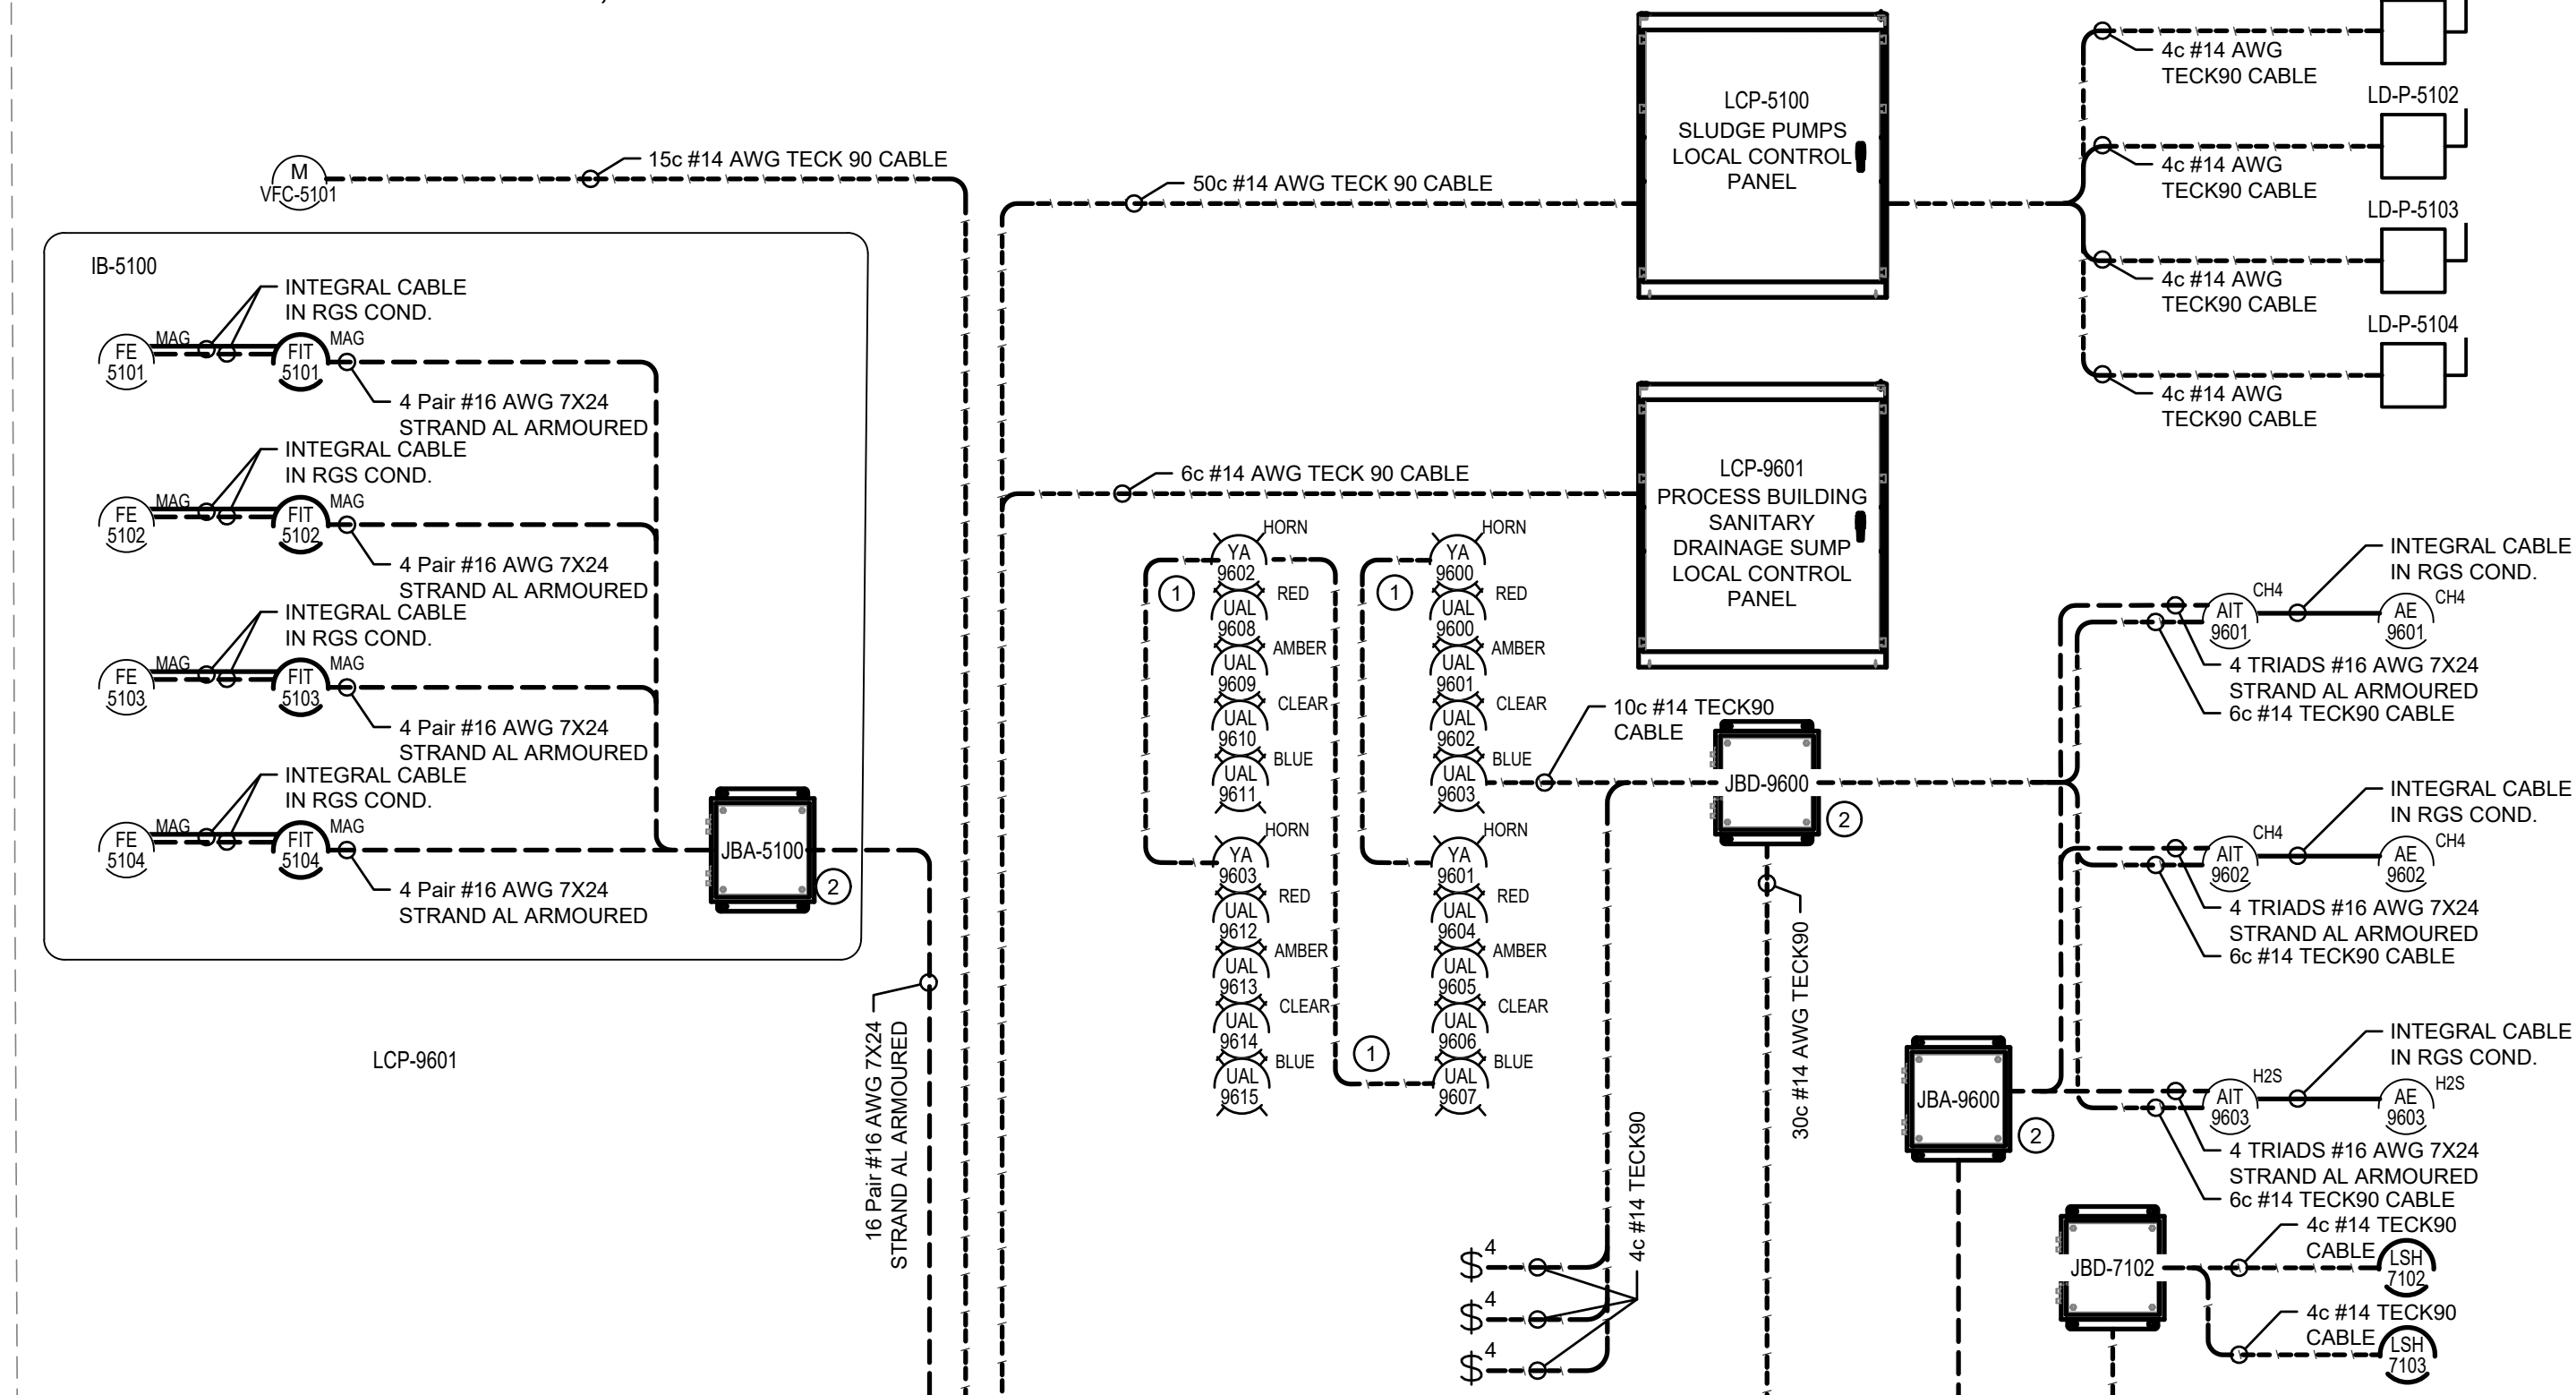 M
VFC-5101
15c #14 AWG TECK 90 CABLE
IB-5100
INTEGRAL CABLE
IN RGS COND.
FE
5101
MAG
FIT
5101
MAG
4 Pair #16 AWG 7X24
STRAND AL ARMOURED
INTEGRAL CABLE
IN RGS COND.
FE
5102
MAG
FIT
5102
MAG
4 Pair #16 AWG 7X24
STRAND AL ARMOURED
INTEGRAL CABLE
IN RGS COND.
FE
5103
MAG
FIT
5103
MAG
4 Pair #16 AWG 7X24
STRAND AL ARMOURED
INTEGRAL CABLE
IN RGS COND.
FE
5104
MAG
FIT
5104
MAG
4 Pair #16 AWG 7X24
STRAND AL ARMOURED
JBA-5100
2
LCP-9601
16 Pair #16 AWG 7X24
STRAND AL ARMOURED
50c #14 AWG TECK 90 CABLE
LCP-5100
SLUDGE PUMPS
LOCAL CONTROL
PANEL
4c #14 AWG
TECK90 CABLE
LD-P-5102
4c #14 AWG
TECK90 CABLE
LD-P-5103
4c #14 AWG
TECK90 CABLE
LD-P-5104
4c #14 AWG
TECK90 CABLE
6c #14 AWG TECK 90 CABLE
LCP-9601
PROCESS BUILDING
SANITARY
DRAINAGE SUMP
LOCAL CONTROL
PANEL
1
HORN
YA
9602
RED
UAL
9608
AMBER
UAL
9609
CLEAR
UAL
9610
BLUE
UAL
9611
HORN
YA
9603
RED
UAL
9612
AMBER
UAL
9613
CLEAR
UAL
9614
BLUE
UAL
9615
1
HORN
YA
9600
RED
UAL
9600
AMBER
UAL
9601
CLEAR
UAL
9602
BLUE
UAL
9603
HORN
YA
9601
RED
UAL
9604
AMBER
UAL
9605
CLEAR
UAL
9606
BLUE
UAL
9607
1
10c #14 TECK90
CABLE
JBD-9600
2
30c #14 AWG TECK90
4c #14 TECK90
$ 4
$ 4
$ 4
INTEGRAL CABLE
IN RGS COND.
AIT
9601
CH4
AE
9601
CH4
4 TRIADS #16 AWG 7X24
STRAND AL ARMOURED
6c #14 TECK90 CABLE
INTEGRAL CABLE
IN RGS COND.
AIT
9602
CH4
AE
9602
CH4
4 TRIADS #16 AWG 7X24
STRAND AL ARMOURED
6c #14 TECK90 CABLE
INTEGRAL CABLE
IN RGS COND.
AIT
9603
H2S
AE
9603
H2S
4 TRIADS #16 AWG 7X24
STRAND AL ARMOURED
6c #14 TECK90 CABLE
JBA-9600
2
JBD-7102
4c #14 TECK90
CABLE
LSH
7102
4c #14 TECK90
CABLE
LSH
7103